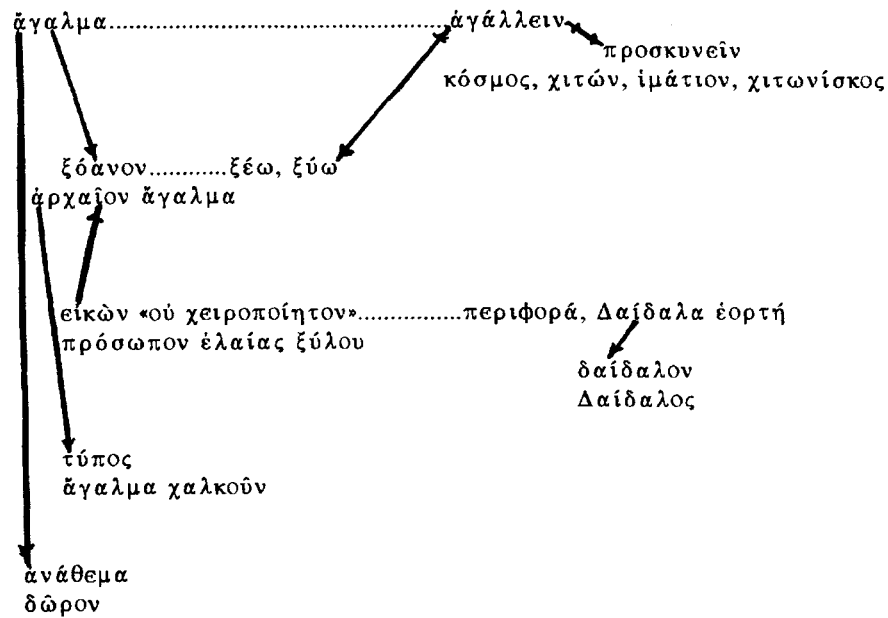 ἄγαλμα................................................ἀγάλλειν
προσκυνεῖν
κόσμος, χιτών, ἱμάτιον, χιτωνίσκος
ξόανον............ξέω, ξύω
ἀρχαῖον ἄγαλμα
εἰκὼν «οὐ χειροποίητον»................περιφορά, Δαίδαλα ἑορτή
πρόσωπον ἐλαίας ξύλου
δαίδαλον
Δαίδαλος
τύπος
ἄγαλμα χαλκοῦν
ἀνάθεμα
δῶρον